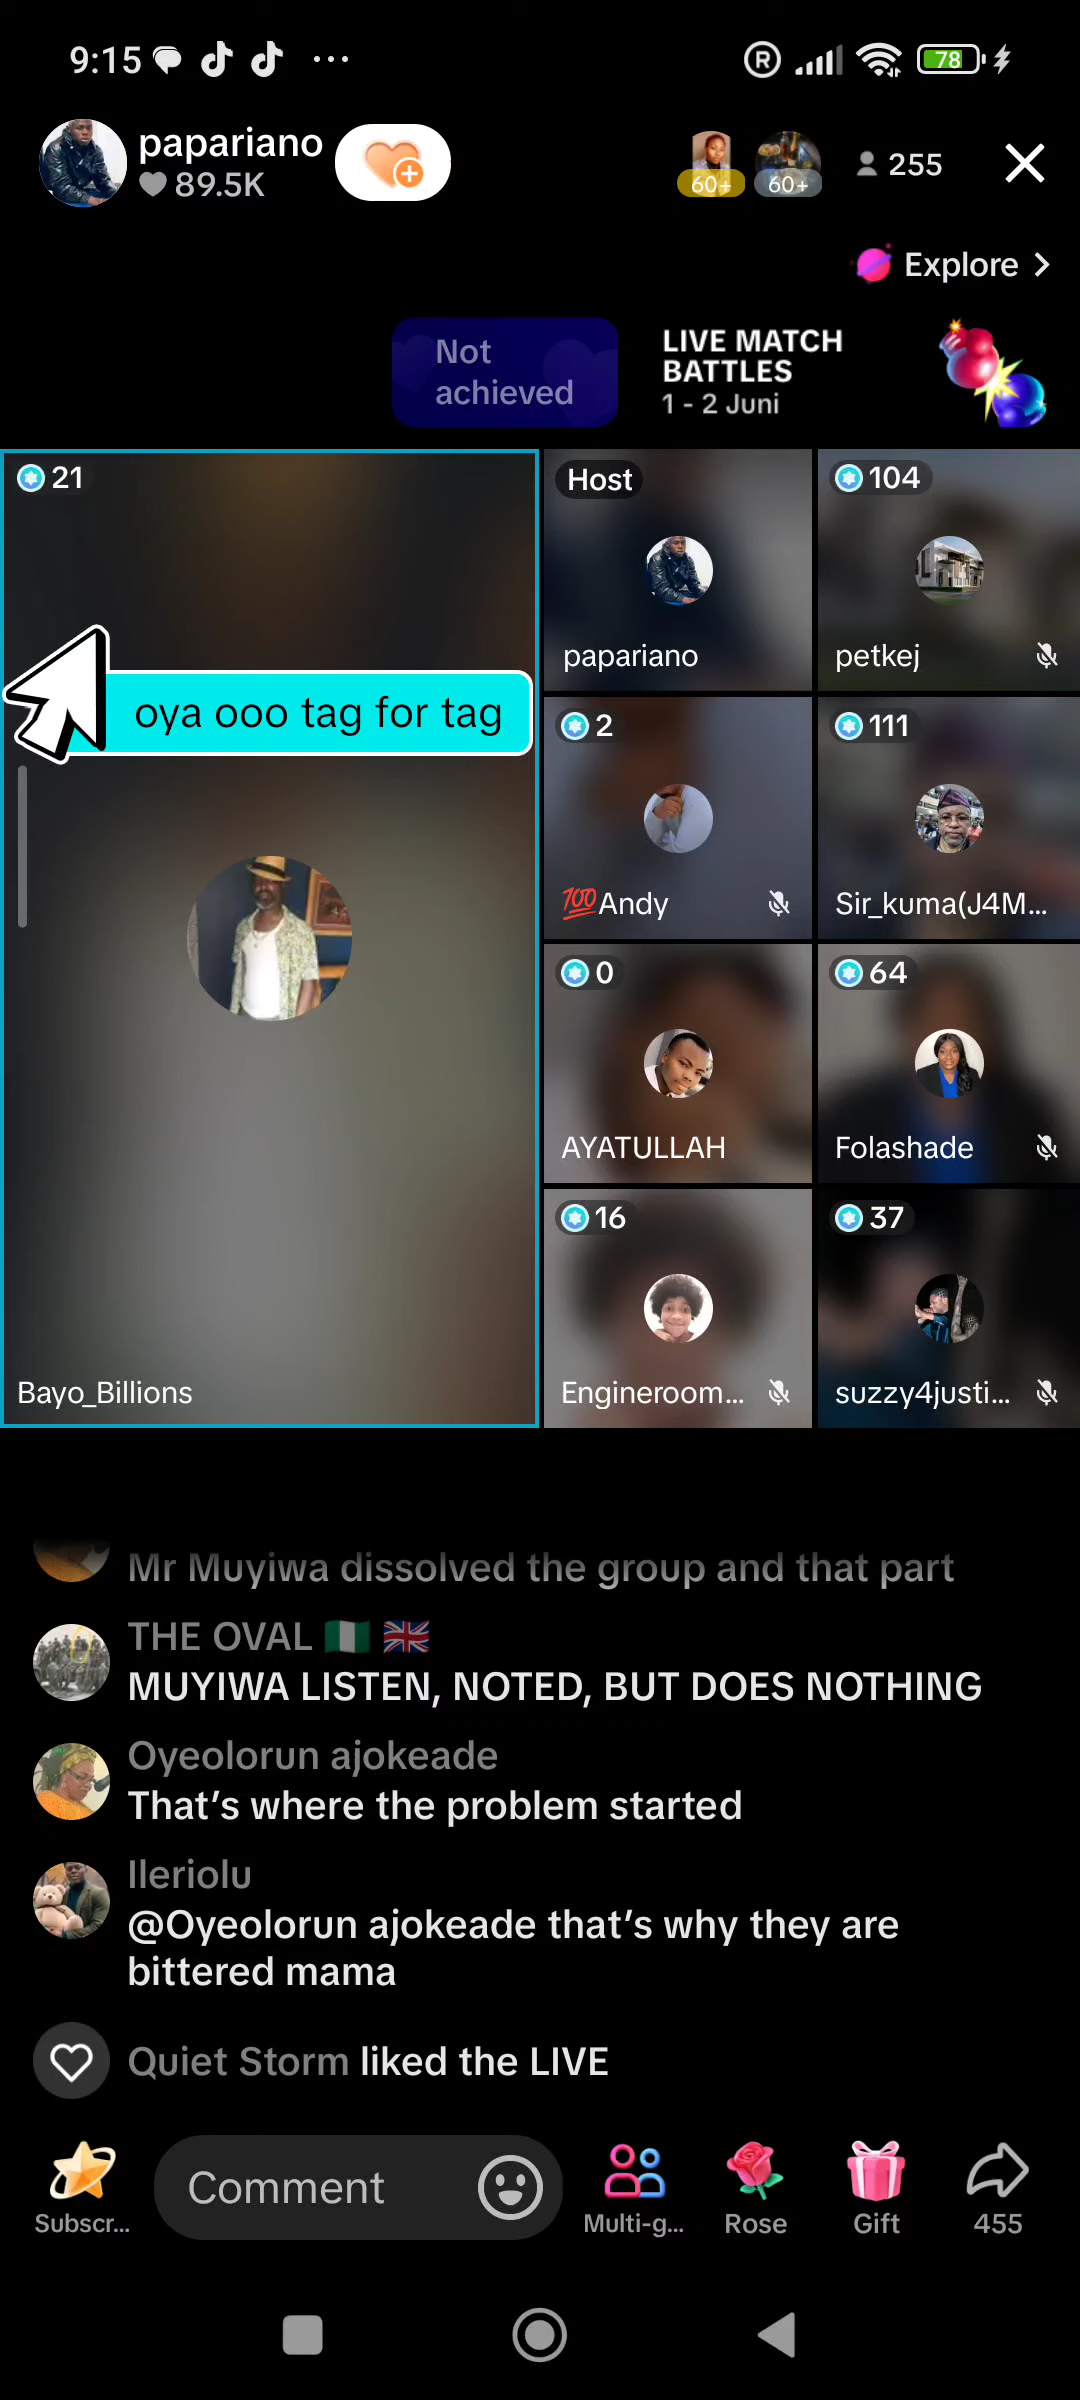 9:15
R
78
papariano
89.5K
60+
60+
255
Explore
Not
achieved
LIVE MATCH
BATTLES
1 - 2 Juni
21
oya ooo tag for tag
Bayo_Billions
Host
papariano
104
petkej
2
💯Andy
111
Sir_kuma(J4M...
0
AYATULLAH
64
Folashade
16
Engineroom...
37
suzzy4justi...
Mr Muyiwa dissolved the group and that part
THE OVAL 🇳🇬 🇬🇧
MUYIWA LISTEN, NOTED, BUT DOES NOTHING
Oyeolorun ajokeade
That's where the problem started
Ileriolu
@Oyeolorun ajokeade that's why they are
bittered mama
Quiet Storm liked the LIVE
Subscr...
Comment
Multi-g...
Rose
Gift
455